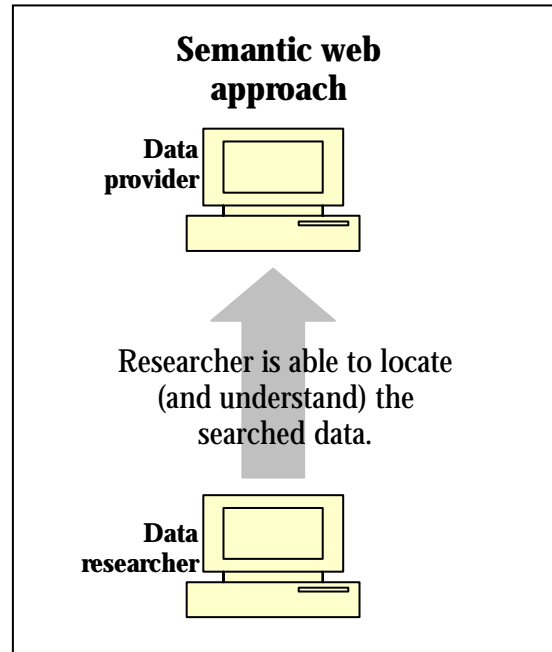 Semantic web
approach
Data
provider
Researcher is able to locate
(and understand) the
searched data.
Data
researcher